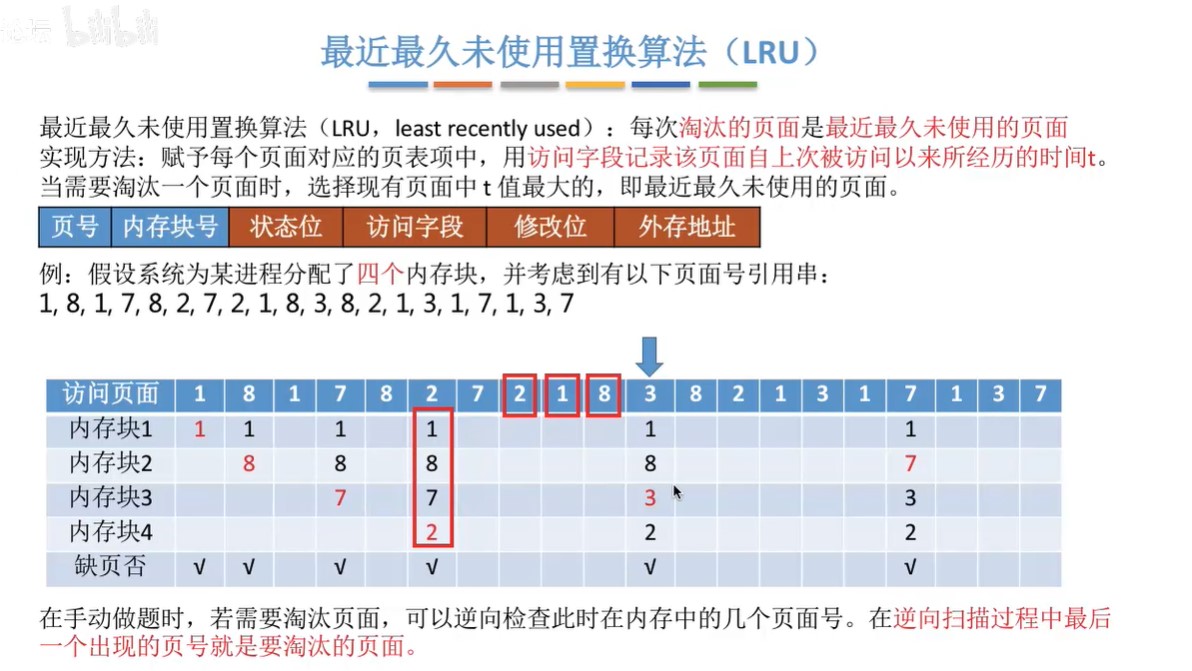 bilibili
最近最久未使用置换算法（LRU）
最近最久未使用置换算法（LRU，least recently used）：每次淘汰的页面是最近最久未使用的页面
实现方法：赋予每个页面对应的页表项中，用访问字段记录该页面自上次被访问以来所经历的时间t。
当需要淘汰一个页面时，选择现有页面中 t 值最大的，即最近最久未使用的页面。
页号 内存块号 状态位 访问字段 修改位 外存地址
例：假设系统为某进程分配了四个内存块，并考虑到有以下页面号引用串：
1, 8, 1, 7, 8, 2, 7, 2, 1, 8, 3, 8, 2, 1, 3, 1, 7, 1, 3, 7
访问页面 1 8 1 7 8 2 7 2 1 8 3 8 2 1 3 1 7 1 3 7
内存块1 1 1 1 1 1 1
内存块2 8 8 8 8 7
内存块3 7 7 3 3
内存块4 2 2 2
缺页否 √ √ √ √ √ √
在手动做题时，若需要淘汰页面，可以逆向检查此时在内存中的几个页面号。在逆向扫描过程中最后
一个出现的页号就是要淘汰的页面。